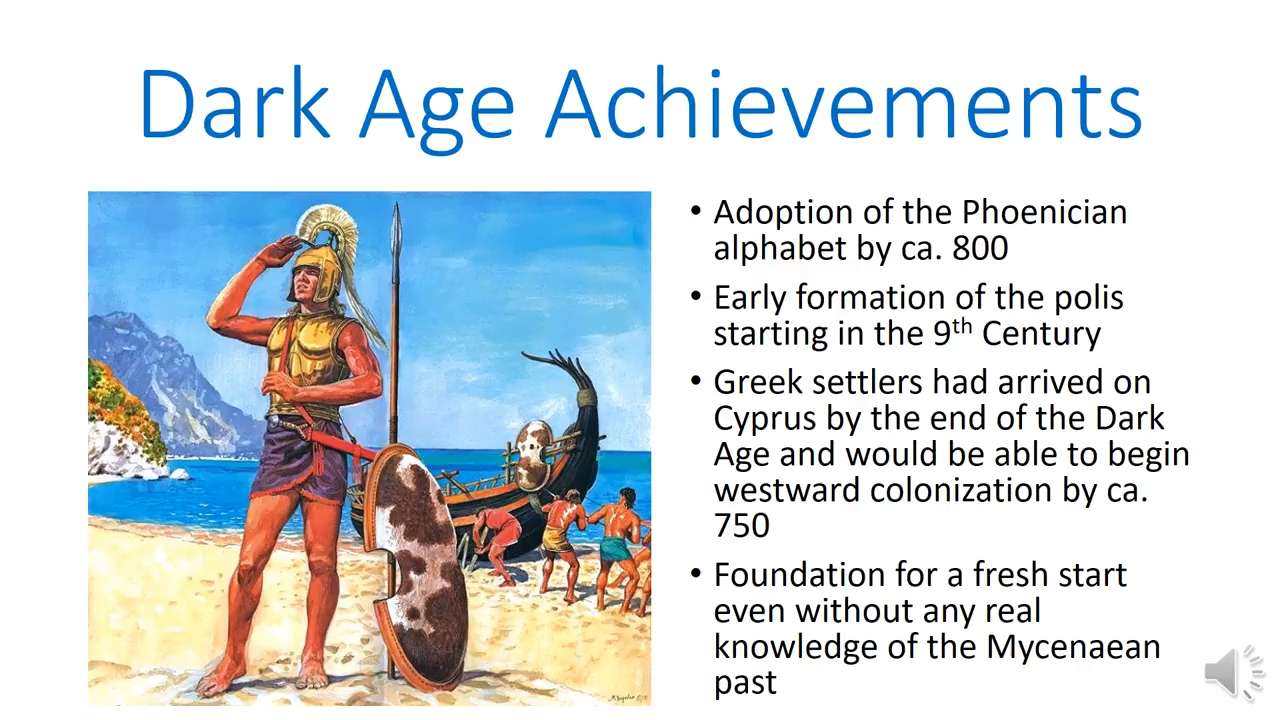 Dark Age Achievements
• Adoption of the Phoenician
alphabet by ca. 800
• Early formation of the polis
starting in the 9th Century
• Greek settlers had arrived on
Cyprus by the end of the Dark
Age and would be able to begin
westward colonization by ca.
750
• Foundation for a fresh start
even without any real
knowledge of the Mycenaean
past